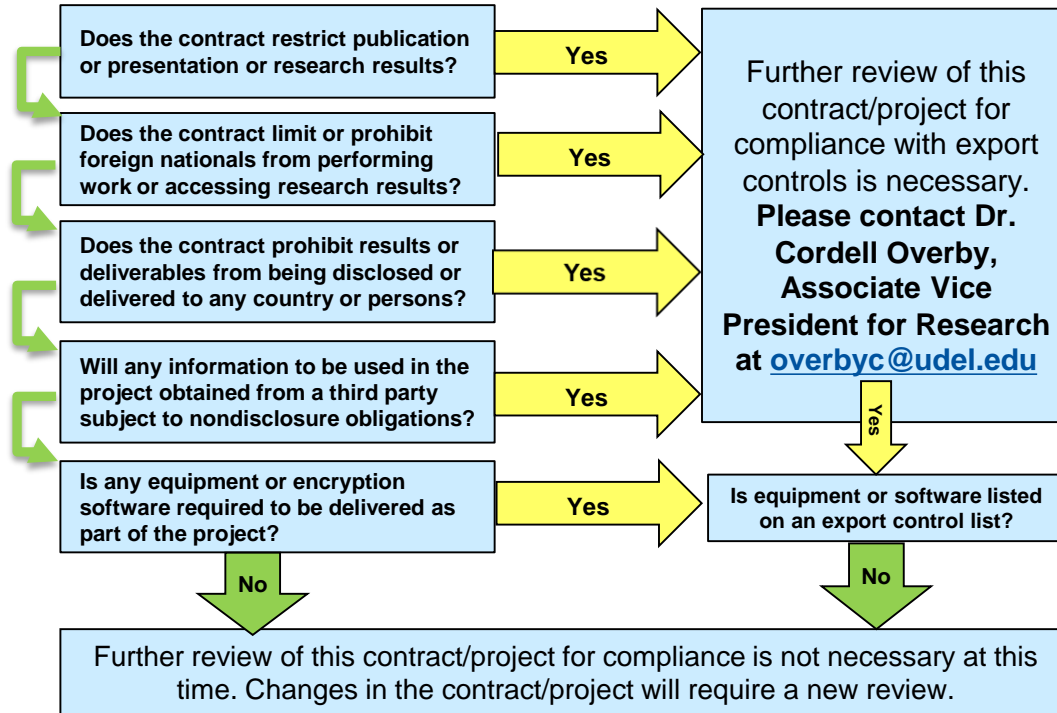 Does the contract restrict publication
or presentation or research results?
Yes
Does the contract limit or prohibit
foreign nationals from performing
work or accessing research results?
Yes
Does the contract prohibit results or
deliverables from being disclosed or
delivered to any country or persons?
Yes
Will any information to be used in the
project obtained from a third party
subject to nondisclosure obligations?
Yes
Is any equipment or encryption
software required to be delivered as
part of the project?
Yes
Further review of this
contract/project for
compliance with export
controls is necessary.
Please contact Dr.
Cordell Overby,
Associate Vice
President for Research
at overbyc@udel.edu
Yes
Is equipment or software listed
on an export control list?
No
No
Further review of this contract/project for compliance is not necessary at this
time. Changes in the contract/project will require a new review.